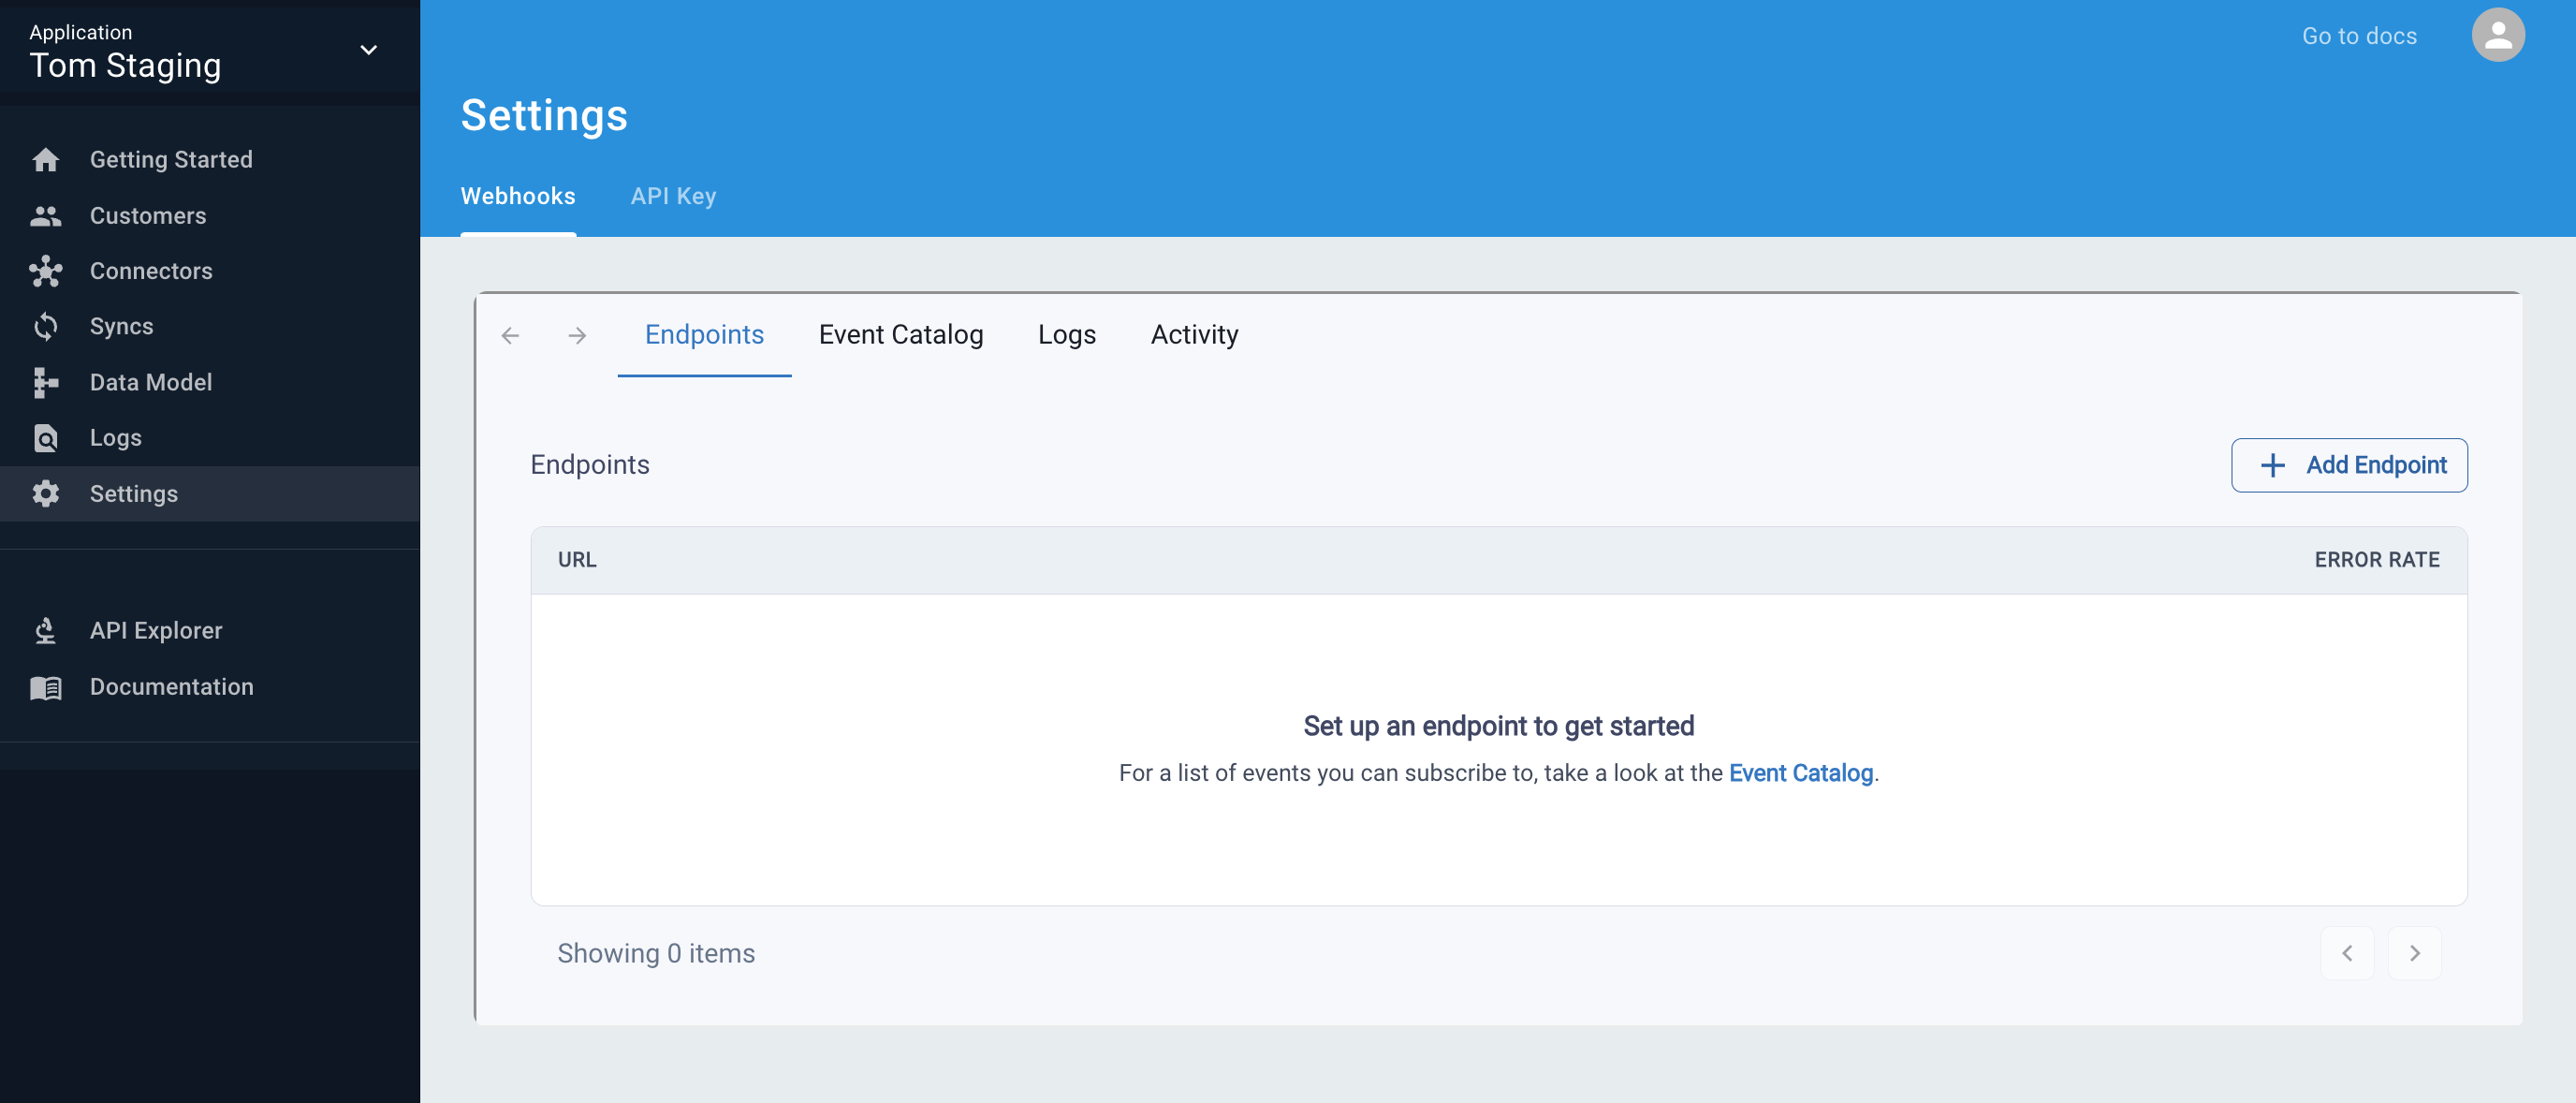 Application
Tom Staging
Getting Started
Customers
Connectors
Syncs
Data Model
Logs
Settings
API Explorer
Documentation
Go to docs
Settings
Webhooks API Key
Endpoints Event Catalog Logs Activity
Endpoints
Add Endpoint
URL ERROR RATE
Set up an endpoint to get started
For a list of events you can subscribe to, take a look at the Event Catalog.
Showing 0 items